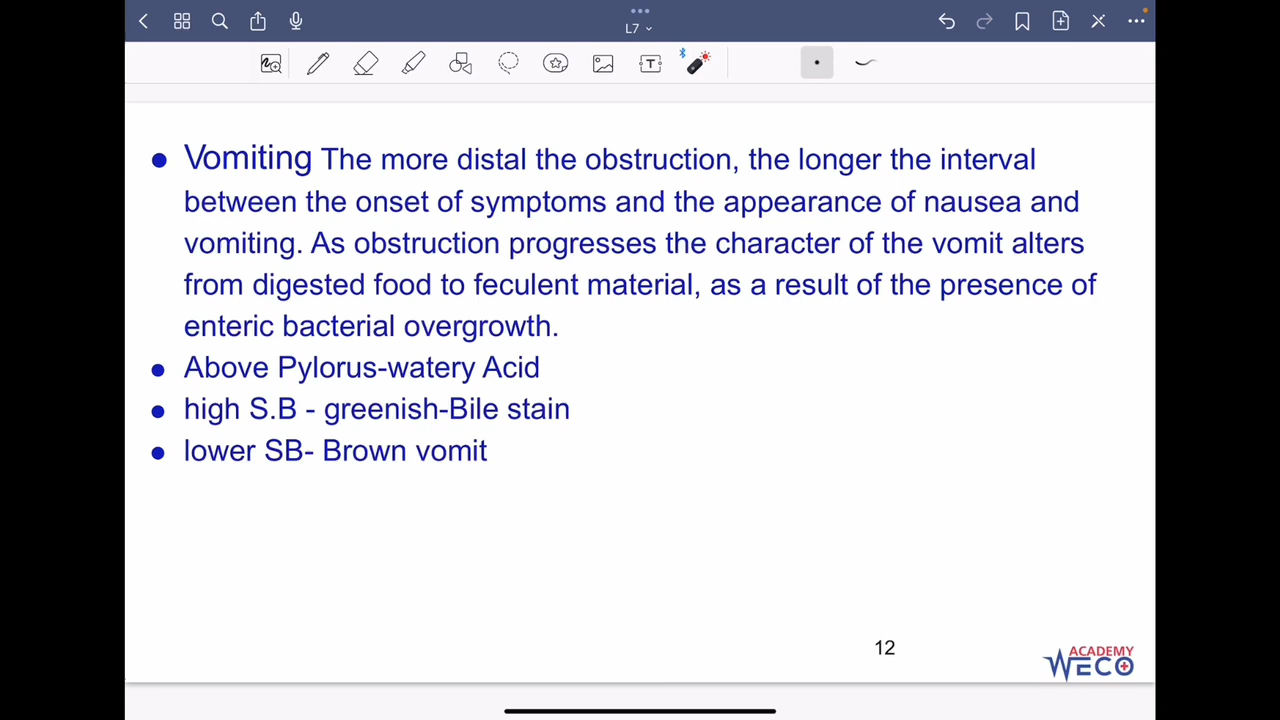 L7
T
Vomiting The more distal the obstruction, the longer the interval
between the onset of symptoms and the appearance of nausea and
vomiting. As obstruction progresses the character of the vomit alters
from digested food to feculent material, as a result of the presence of
enteric bacterial overgrowth.
Above Pylorus-watery Acid
high S.B - greenish-Bile stain
lower SB- Brown vomit
12
ACADEMY
WECO